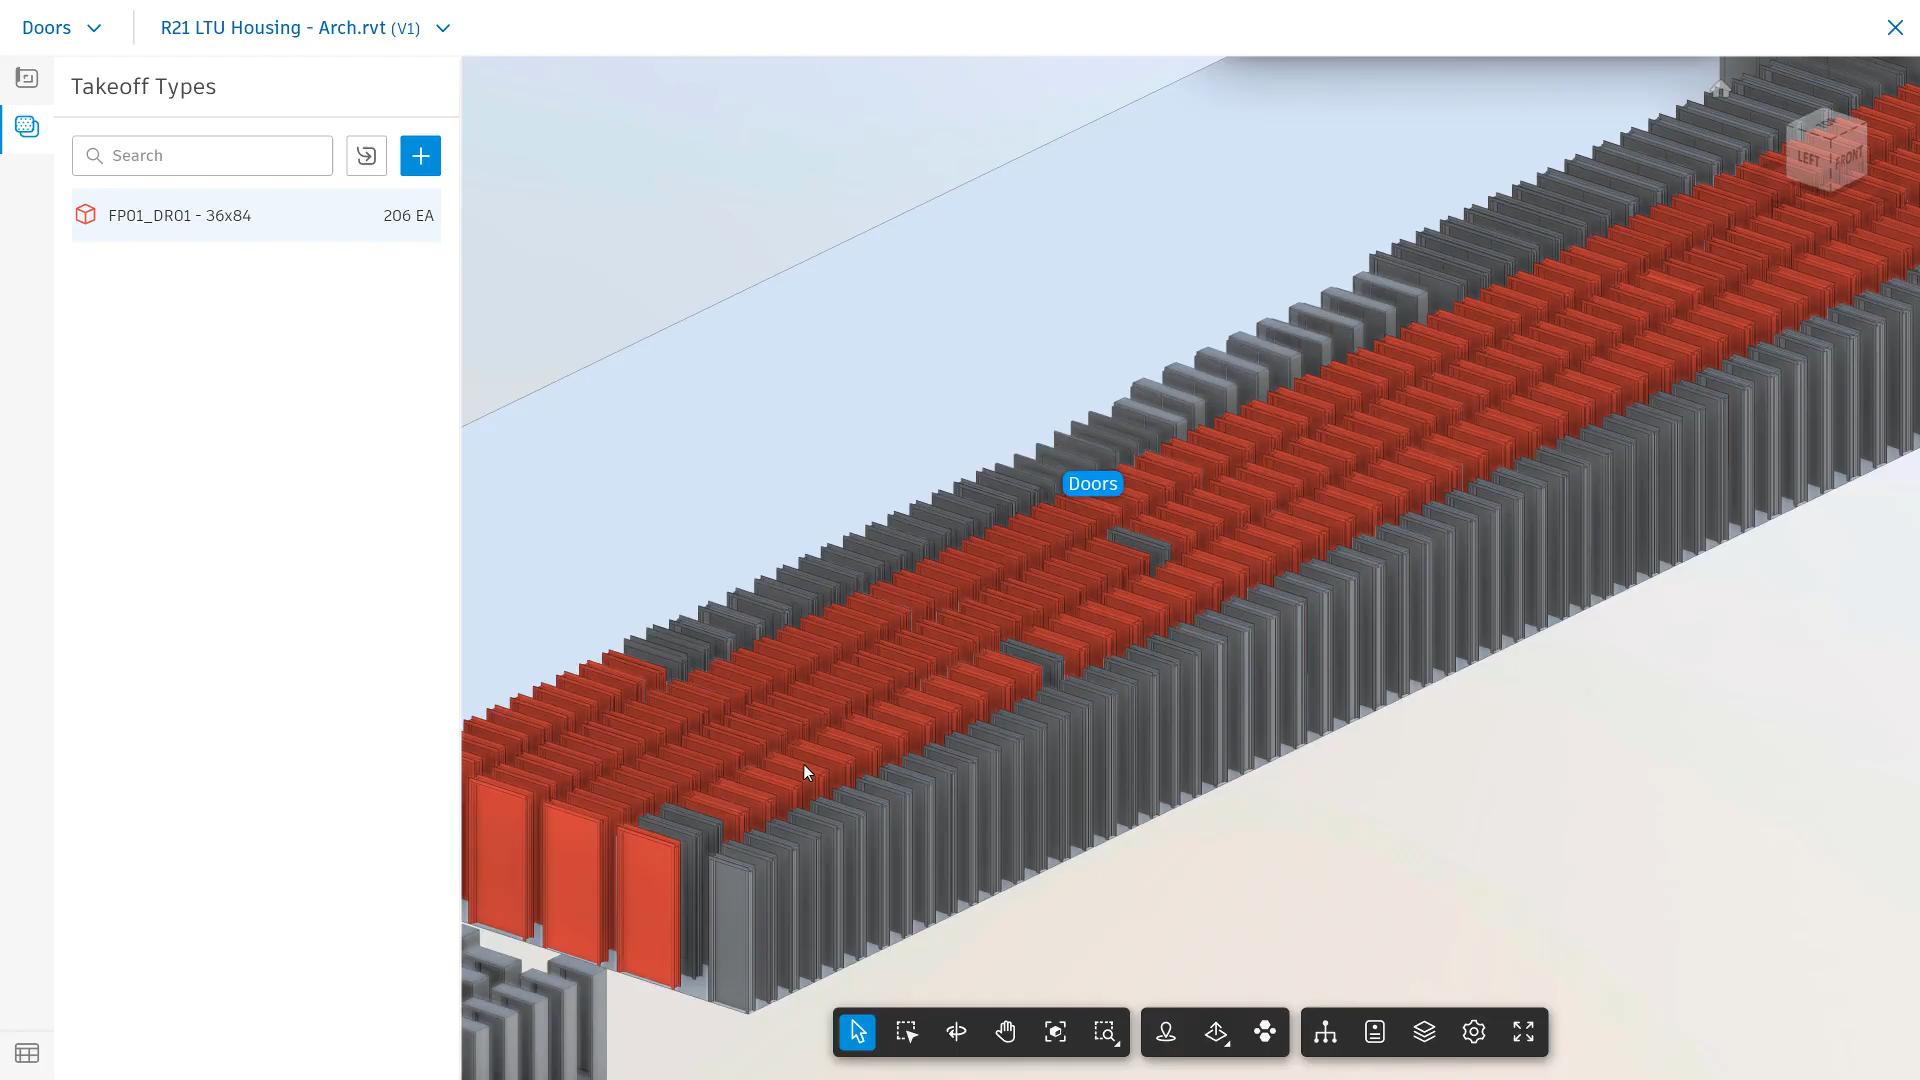 Doors
R21 LTU Housing - Arch.rvt (V1)
Takeoff Types
Search
FP01_DR01 - 36x84
206 EA
Doors
LEFT
FRONT